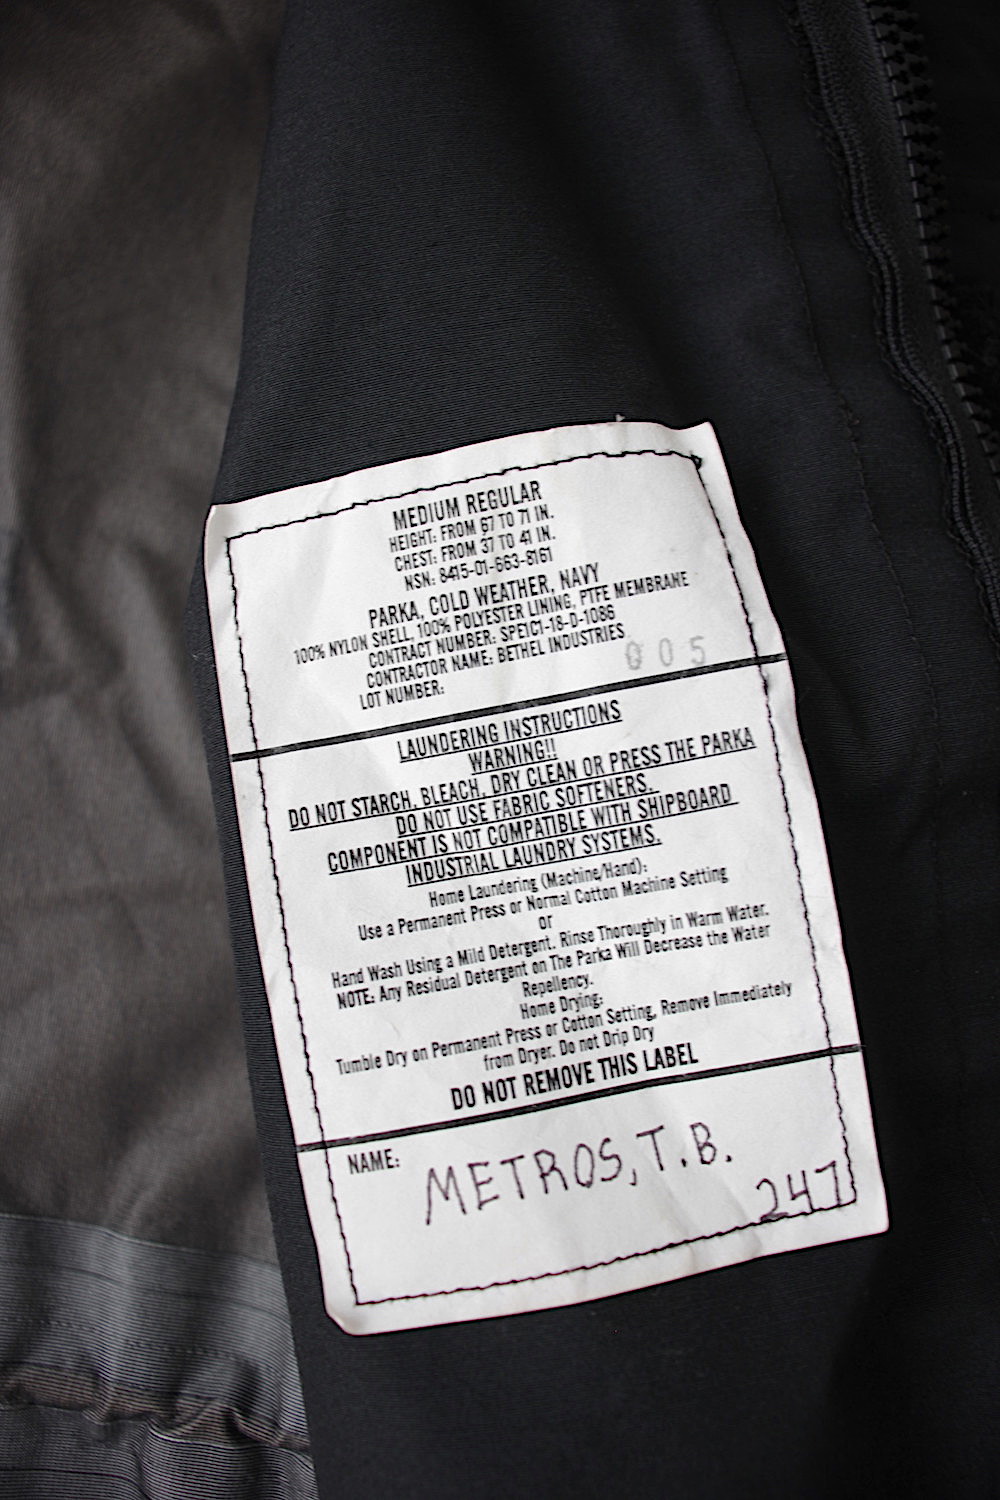 MEDIUM REGULAR
HEIGHT: FROM 67 TO 71 IN.
CHEST: FROM 37 TO 41 IN.
NSN: 8415-01-663-8161
PARKA, COLD WEATHER, NAVY
100% NYLON SHELL, 100% POLYESTER LINING, PTFE MEMBRANE
CONTRACT NUMBER: SPE1C1-18-D-1086
CONTRACTOR NAME: BETHEL INDUSTRIES
LOT NUMBER: 005
LAUNDERING INSTRUCTIONS
WARNING!!
DO NOT STARCH, BLEACH, DRY CLEAN OR PRESS THE PARKA
DO NOT USE FABRIC SOFTENERS.
COMPONENT IS NOT COMPATIBLE WITH SHIPBOARD
INDUSTRIAL LAUNDRY SYSTEMS.
Home Laundering (Machine/Hand):
Use a Permanent Press or Normal Cotton Machine Setting
or
Hand Wash Using a Mild Detergent. Rinse Thoroughly in Warm Water.
NOTE: Any Residual Detergent on The Parka Will Decrease the Water
Repellency.
Home Drying:
Tumble Dry on Permanent Press or Cotton Setting, Remove Immediately
from Dryer. Do not Drip Dry
DO NOT REMOVE THIS LABEL
NAME: METROS, T.B.
247